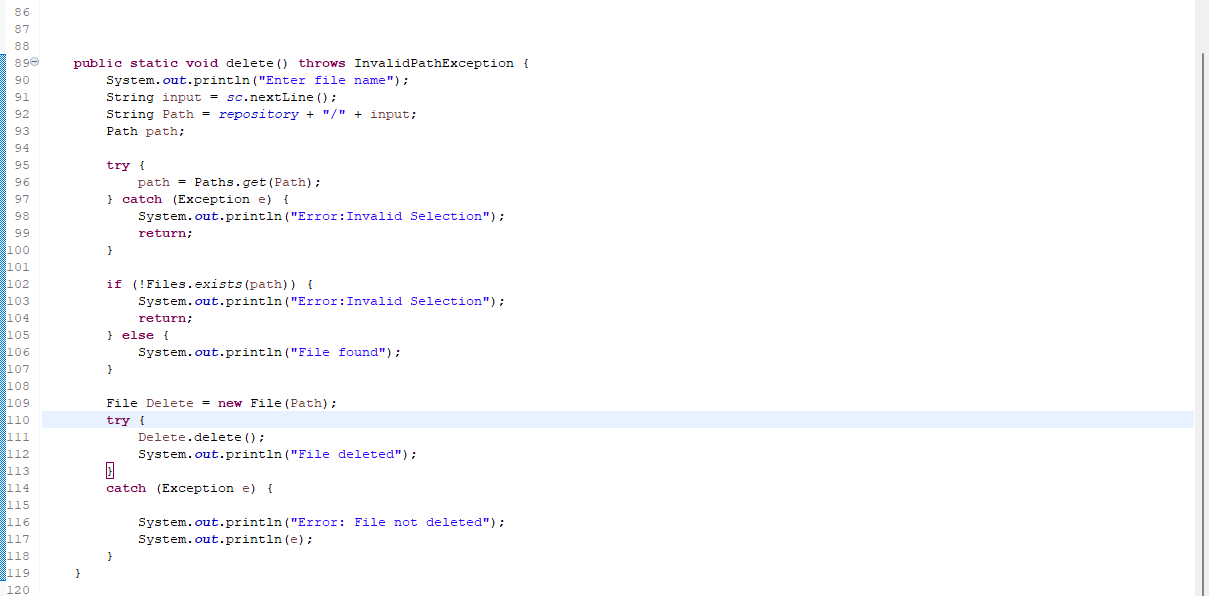 86
87
88
89 public static void delete() throws InvalidPathException {
90 System.out.println("Enter file name");
91 String input = sc.nextLine();
92 String Path = repository + "/" + input;
93 Path path;
94
95 try {
96 path = Paths.get(Path);
97 } catch (Exception e) {
98 System.out.println("Error:Invalid Selection");
99 return;
100 }
101
102 if (!Files.exists(path)) {
103 System.out.println("Error:Invalid Selection");
104 return;
105 } else {
106 System.out.println("File found");
107 }
108
109 File Delete = new File(Path);
110 try {
111 Delete.delete();
112 System.out.println("File deleted");
113 }
114 catch (Exception e) {
115
116 System.out.println("Error: File not deleted");
117 System.out.println(e);
118 }
119 }
120